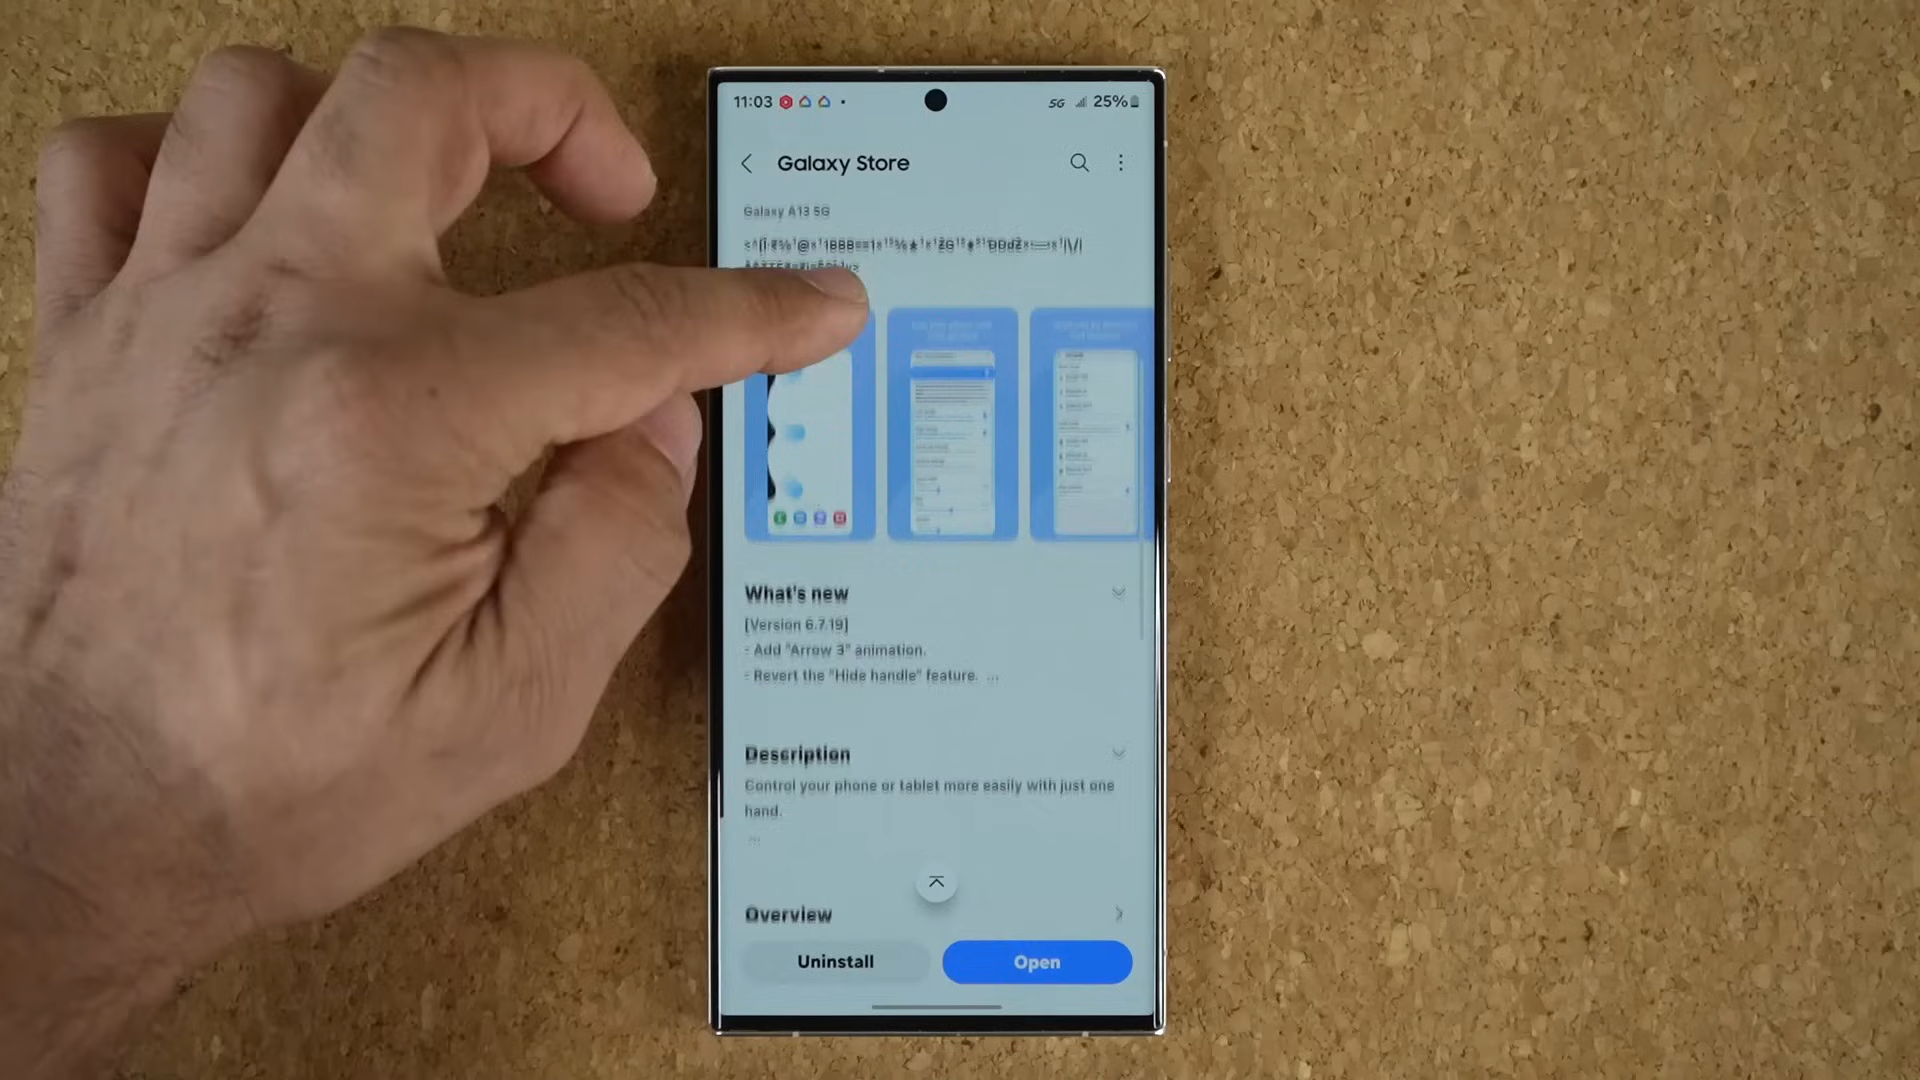 11:03 5G 25%
Galaxy Store
Galaxy A13 5G
What's new
[Version 6.7.19]
- Add "Arrow 3" animation.
- Revert the "Hide handle" feature. ...
Description
Control your phone or tablet more easily with just one
hand.
...
Overview
Uninstall Open